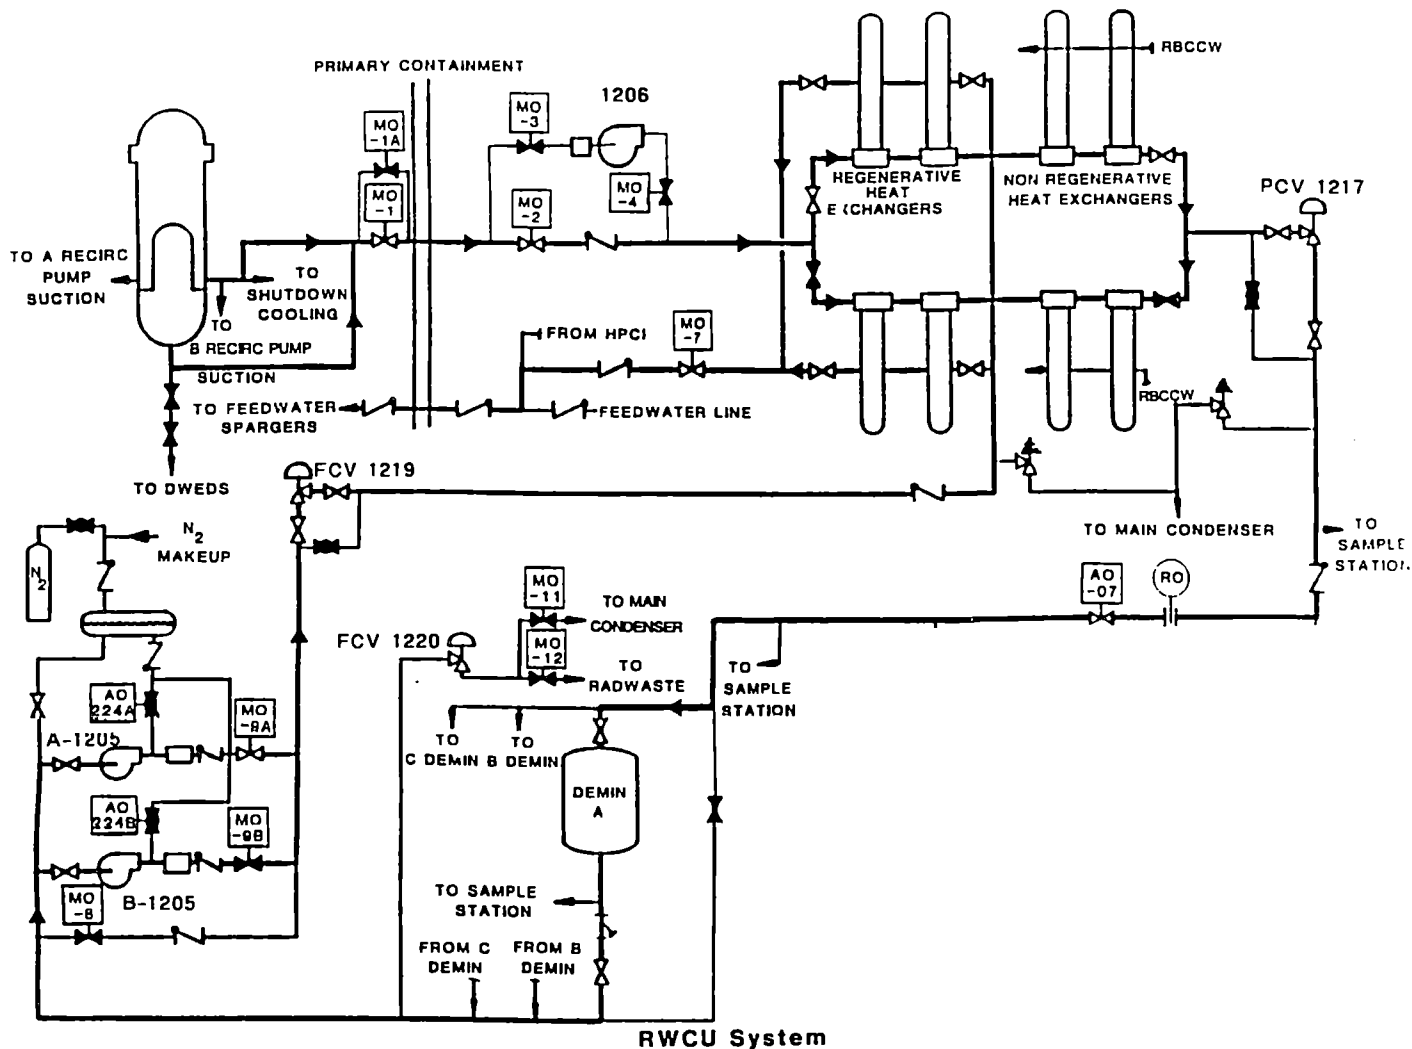 PRIMARY CONTAINMENT
MO
-1A
MO
-1
MO
-3
1206
MO
-2
MO
-4
RBCCW
REGENERATIVE
HEAT
EXCHANGERS
NON REGENERATIVE
HEAT EXCHANGERS
PCV 1217
TO A RECIRC
PUMP
SUCTION
TO
SHUTDOWN
COOLING
TO
B RECIRC PUMP
SUCTION
FROM HPCI
MO
-7
TO FEEDWATER
SPARGERS
FEEDWATER LINE
RBCCW
TO DWEDS
FCV 1219
TO MAIN CONDENSER
TO
SAMPLE
STATION
N2
MAKEUP
N2
AO
-07
RO
MO
-11
TO MAIN
CONDENSER
FCV 1220
MO
-12
TO
RADWASTE
TO
SAMPLE
STATION
AO
224A
MO
-9A
A-1205
TO
C DEMIN
TO
B DEMIN
DEMIN
A
AO
224B
MO
-9B
B-1205
MO
-8
TO SAMPLE
STATION
FROM C
DEMIN
FROM B
DEMIN
RWCU System